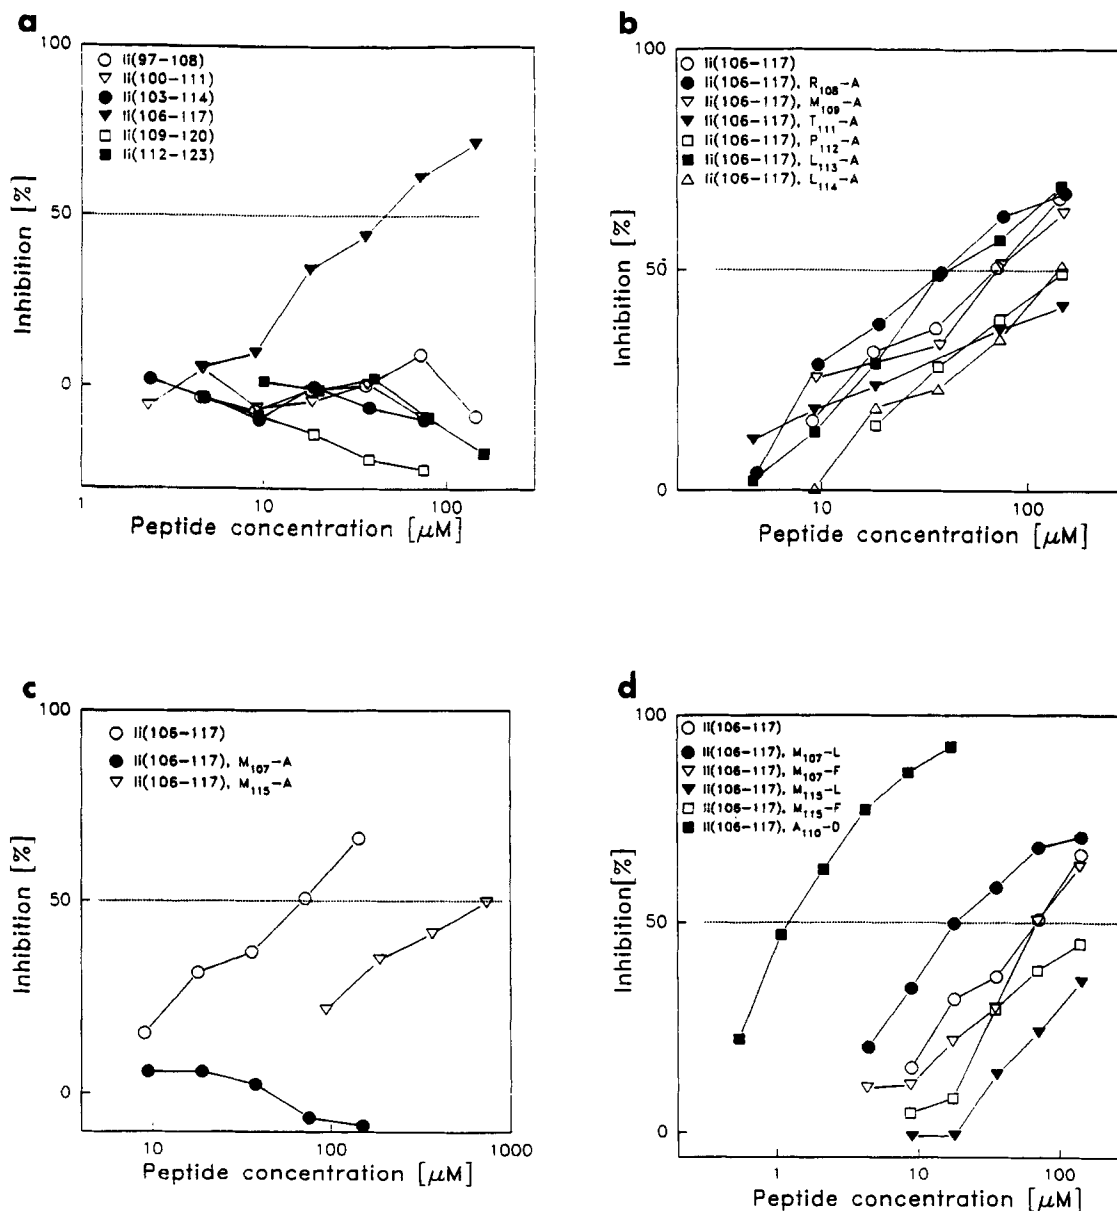 a
100
50
0
Inhibition [%]
Ii(97-108)
Ii(100-111)
Ii(103-114)
Ii(106-117)
Ii(109-120)
Ii(112-123)
1
10
100
Peptide concentration [μM]
b
100
50
0
Inhibition [%]
Ii(106-117)
Ii(106-117), R108-A
Ii(106-117), M109-A
Ii(106-117), T111-A
Ii(106-117), P112-A
Ii(106-117), L113-A
Ii(106-117), L114-A
10
100
Peptide concentration [μM]
c
100
50
0
Inhibition [%]
Ii(106-117)
Ii(106-117), M107-A
Ii(106-117), M115-A
10
100
1000
Peptide concentration [μM]
d
100
50
0
Inhibition[%]
Ii(106-117)
Ii(106-117), M107-L
Ii(106-117), M107-F
Ii(106-117), M115-L
Ii(106-117), M115-F
Ii(106-117), A110-D
1
10
100
Peptide concentration [μM]